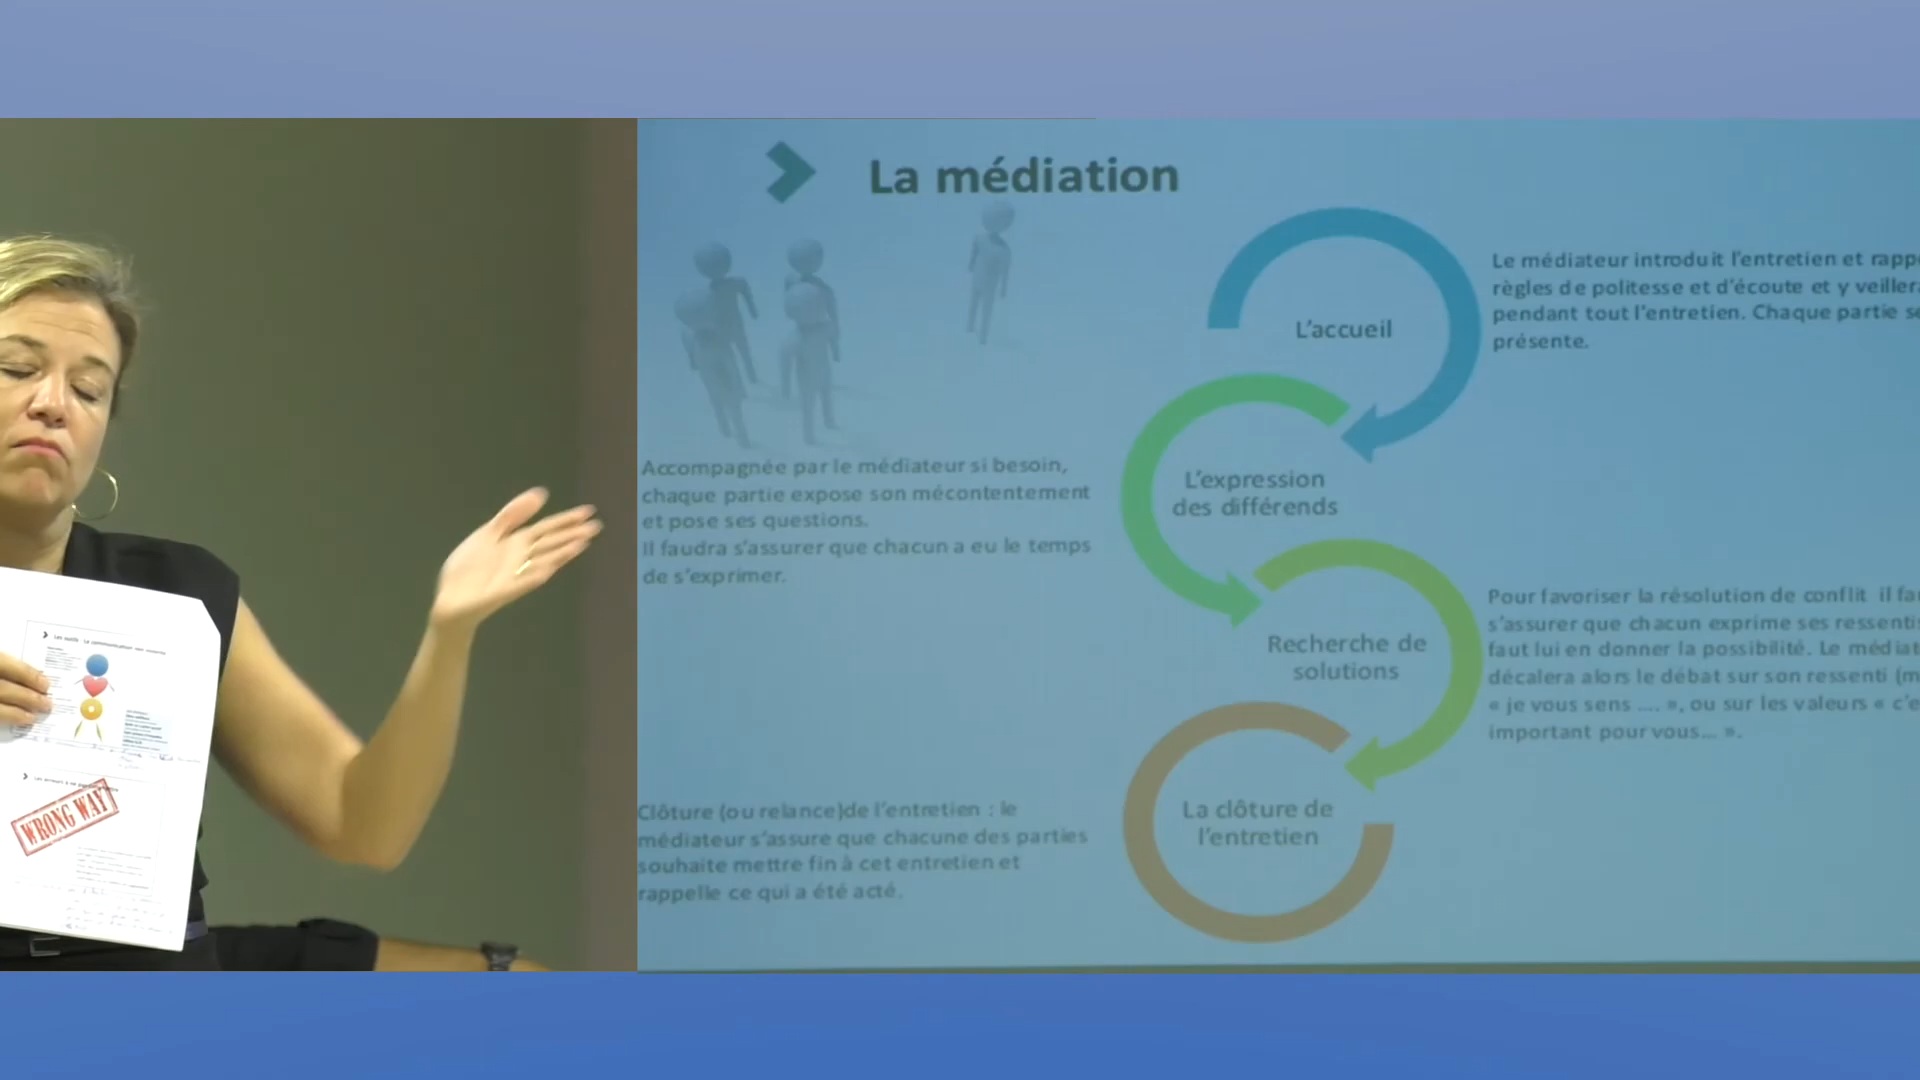 La médiation
Le médiateur introduit l'entretien et
règles de politesse et d'écoute et y
pendant tout l'entretien. Chaque partie
présente.
L'accueil
Accompagnée par le médiateur si besoin,
chaque partie expose son mécontentement
et pose ses questions.
Il faudra s'assurer que chacun a eu le temps
de s'exprimer.
L'expression
des différends
Pour favoriser la résolution de conflit il
s'assurer que chacun exprime ses
faut lui en donner la possibilité. Le
décalera alors le débat sur son ressenti
« je vous sens .... », ou sur les valeurs «
important pour vous... ».
Recherche de
solutions
Clôture (ou relance)de l'entretien : le
médiateur s'assure que chacune des parties
souhaite mettre fin à cet entretien et
rappelle ce qui a été acté.
La clôture de
l'entretien
Les outils : La communication
WRONG WAY